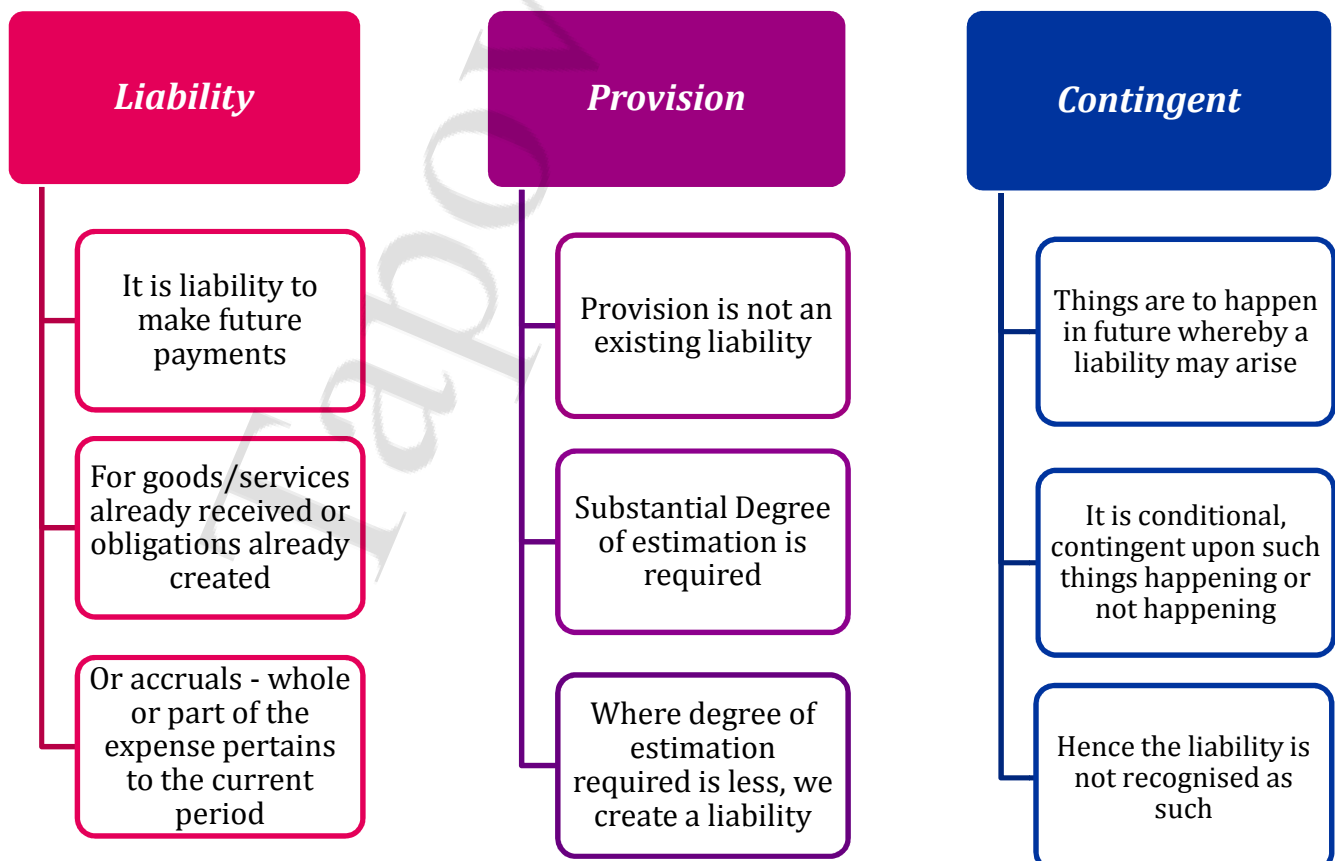 Liability
It is liability to
make future
payments
For goods/services
already received or
obligations already
created
Or accruals - whole
or part of the
expense pertains
to the current
period
Provision
Provision is not an
existing liability
Substantial Degree
of estimation is
required
Where degree of
estimation
required is less, we
create a liability
Contingent
Things are to happen
in future whereby a
liability may arise
It is conditional,
contingent upon such
things happening or
not happening
Hence the liability is
not recognised as
such
Tapov